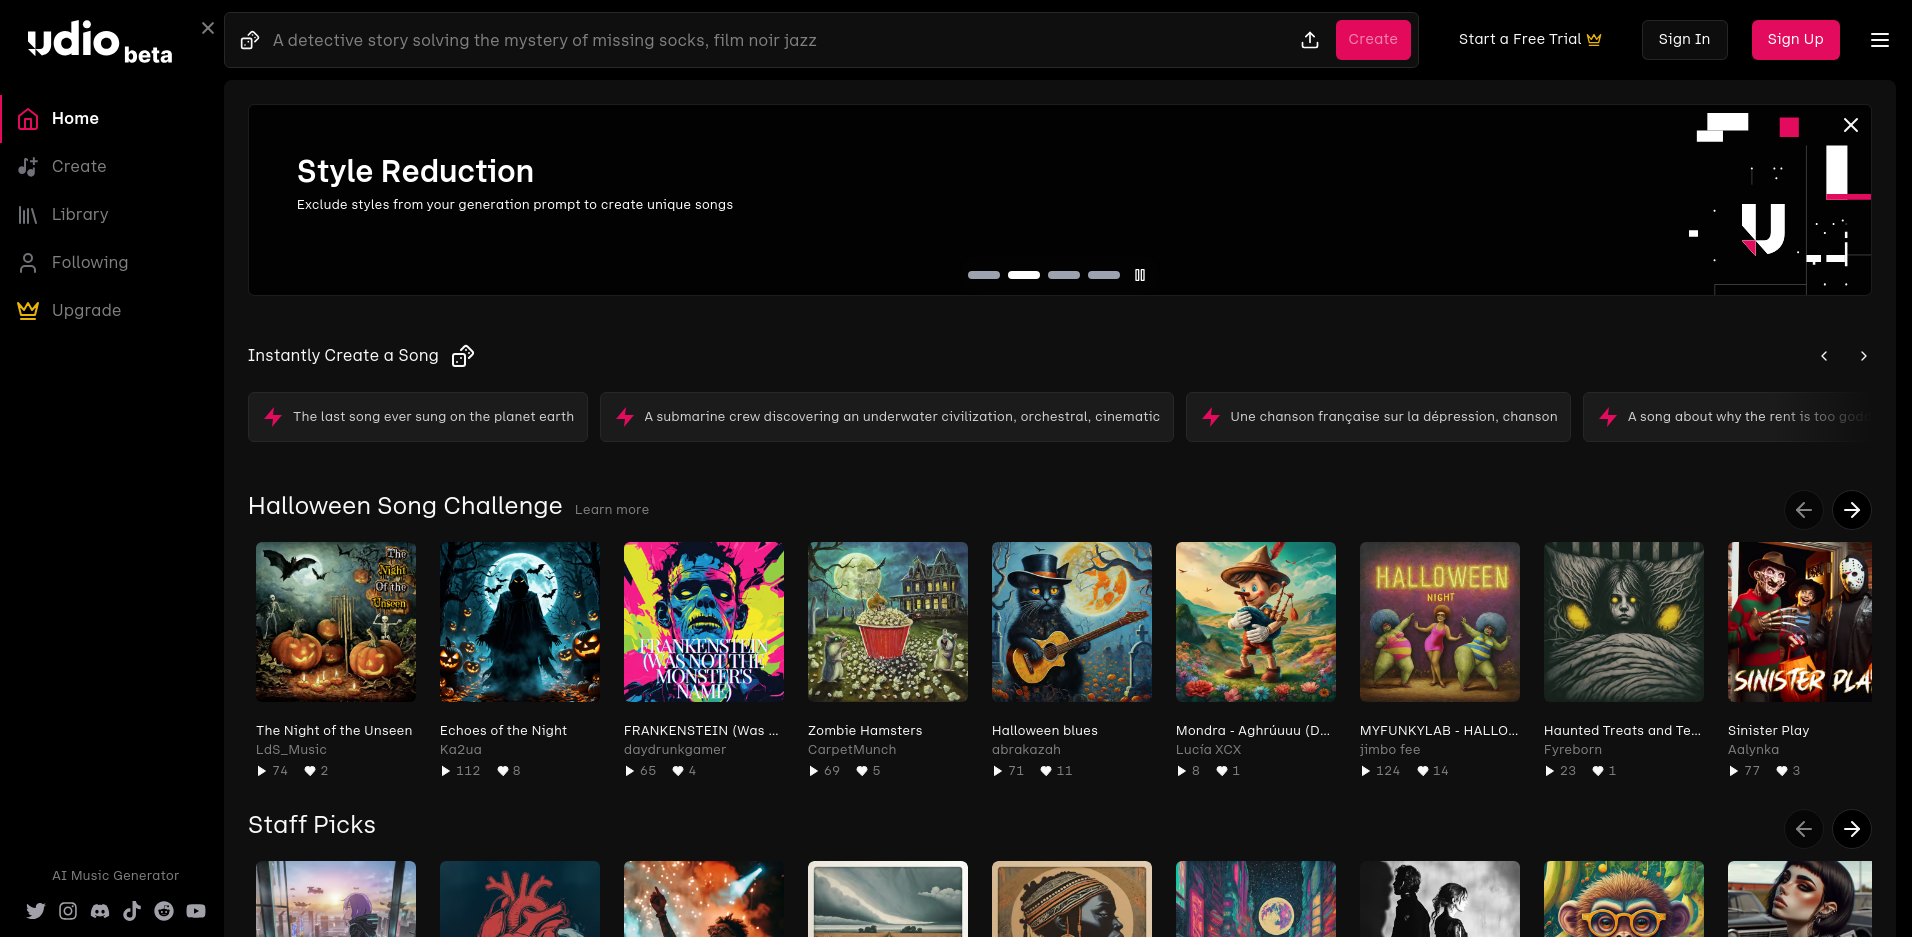 udio beta
A detective story solving the mystery of missing socks, film noir jazz
Create
Start a Free Trial
Sign In
Sign Up
Home
Create
Library
Following
Upgrade
Style Reduction
Exclude styles from your generation prompt to create unique songs
Instantly Create a Song
The last song ever sung on the planet earth
A submarine crew discovering an underwater civilization, orchestral, cinematic
Une chanson française sur la dépression, chanson
A song about why the rent is too
Halloween Song Challenge
Learn more
The
Night
Of the
Unseen
FRANKENSTEIN
(WAS NOT THE
MONSTER'S
NAME)
HALLOWEEN
NIGHT
SINISTER PLA
The Night of the Unseen
LdS_Music
74
2
Echoes of the Night
Ka2ua
112
8
FRANKENSTEIN (Was ...
daydrunkgamer
65
4
Zombie Hamsters
CarpetMunch
69
5
Halloween blues
abrakazah
71
11
Mondra - Aghrúuuu (D...
Lucía XCX
8
1
MYFUNKYLAB - HALLO...
jimbo fee
124
14
Haunted Treats and Te...
Fyreborn
23
1
Sinister Play
Aalynka
77
3
Staff Picks
AI Music Generator